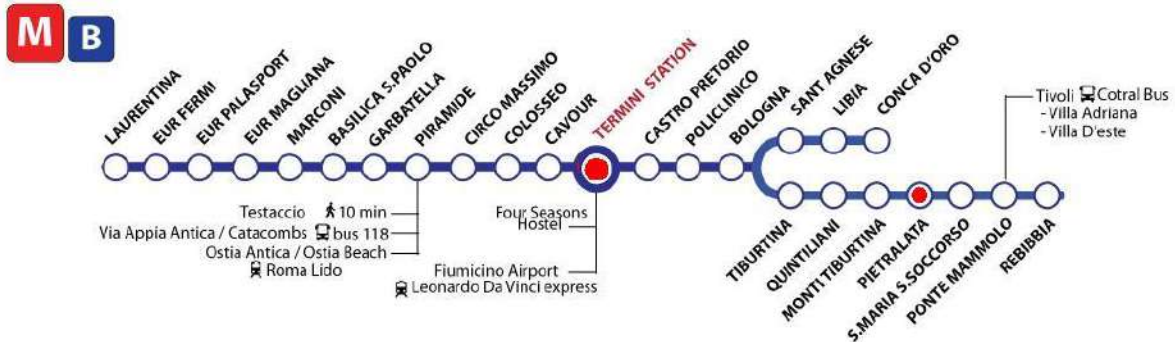 M B
LAURENTINA
EUR FERMI
EUR PALASPORT
EUR MAGLIANA
MARCONI
BASILICA S.PAOLO
GARBATELLA
PIRAMIDE
CIRCO MASSIMO
COLOSSEO
CAVOUR
TERMINI STATION
CASTRO PRETORIO
POLICLINICO
BOLOGNA
SANT AGNESE
LIBIA
CONCA D'ORO
Tivoli Cotral Bus
- Villa Adriana
- Villa D'este
Testaccio 10 min
Via Appia Antica / Catacombs bus 118
Ostia Antica / Ostia Beach
Roma Lido
Four Seasons
Hostel
Fiumicino Airport
Leonardo Da Vinci express
TIBURTINA
QUINTILIANI
MONTI TIBURTINA
PIETRALATA
S.MARIA S.SOCCORSO
PONTE MAMMOLO
REBIBBIA